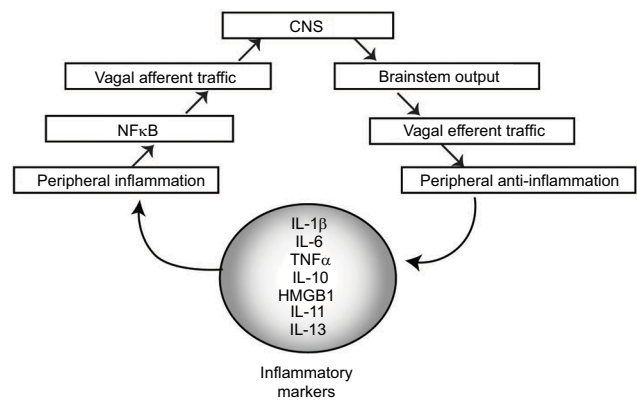 CNS
Vagal afferent traffic
Brainstem output
NFκB
Vagal efferent traffic
Peripheral inflammation
Peripheral anti-inflammation
IL-1β
IL-6
TNFα
IL-10
HMGB1
IL-11
IL-13
Inflammatory
markers